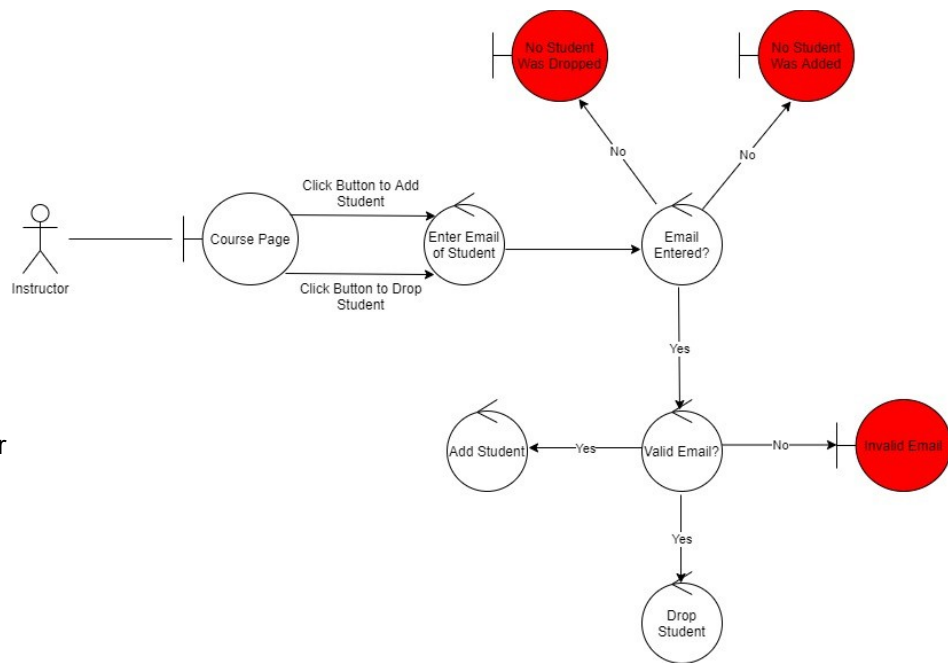 No Student
Was Dropped
No Student
Was Added
No
No
Click Button to Add
Student
Course Page
Enter Email
of Student
Email
Entered?
Instructor
Click Button to Drop
Student
Yes
r
Add Student
Yes
Valid Email?
No
Invalid Email
Yes
Drop
Student